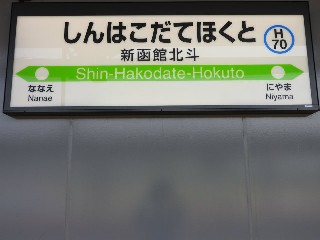 しんはこだてほくと
H
70
新函館北斗
Shin-Hakodate-Hokuto
ななえ
Nanae
にやま
Niyama